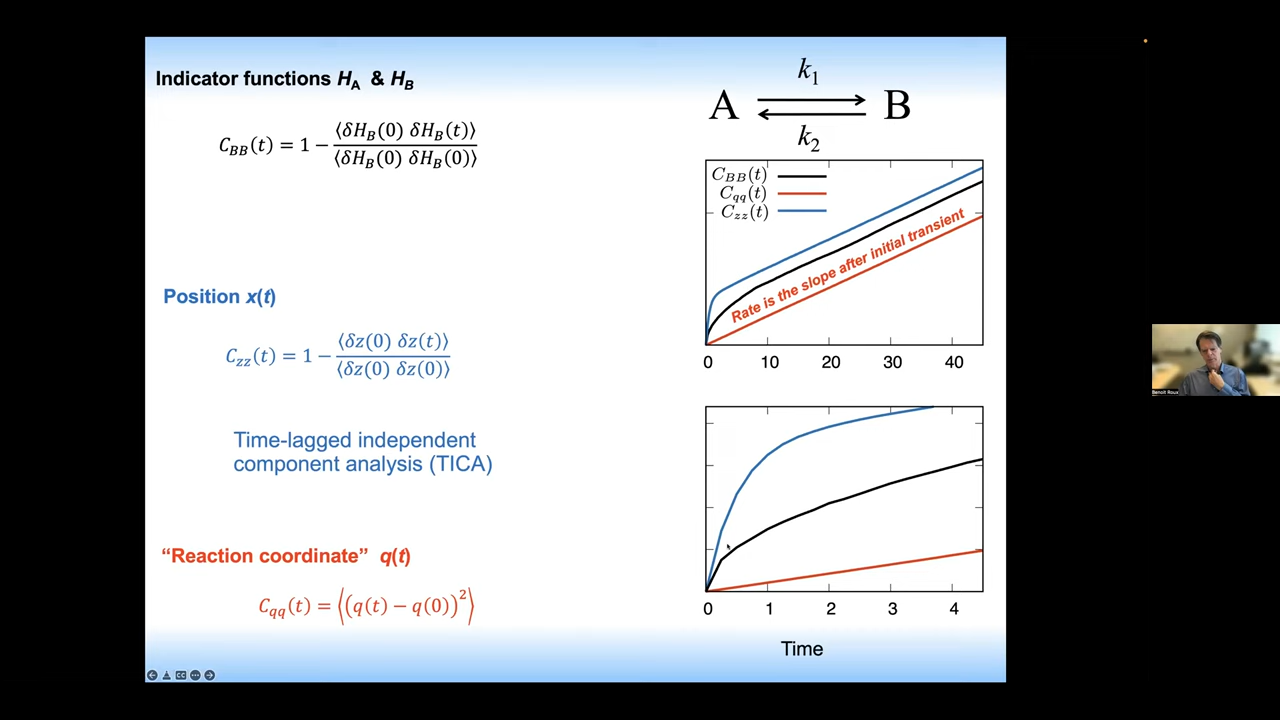 Indicator functions H_A & H_B
C_BB(t) = 1 − ⟨δH_B(0) δH_B(t)⟩ / ⟨δH_B(0) δH_B(0)⟩
Position x(t)
C_zz(t) = 1 − ⟨δz(0) δz(t)⟩ / ⟨δz(0) δz(0)⟩
Time-lagged independent
component analysis (TICA)
“Reaction coordinate” q(t)
C_qq(t) = ⟨(q(t) − q(0))²⟩
k₁
A B
k₂
C_BB(t)
C_qq(t)
C_zz(t)
Rate is the slope after initial transient
0 10 20 30 40
0 1 2 3 4
Time
Benoit Roux